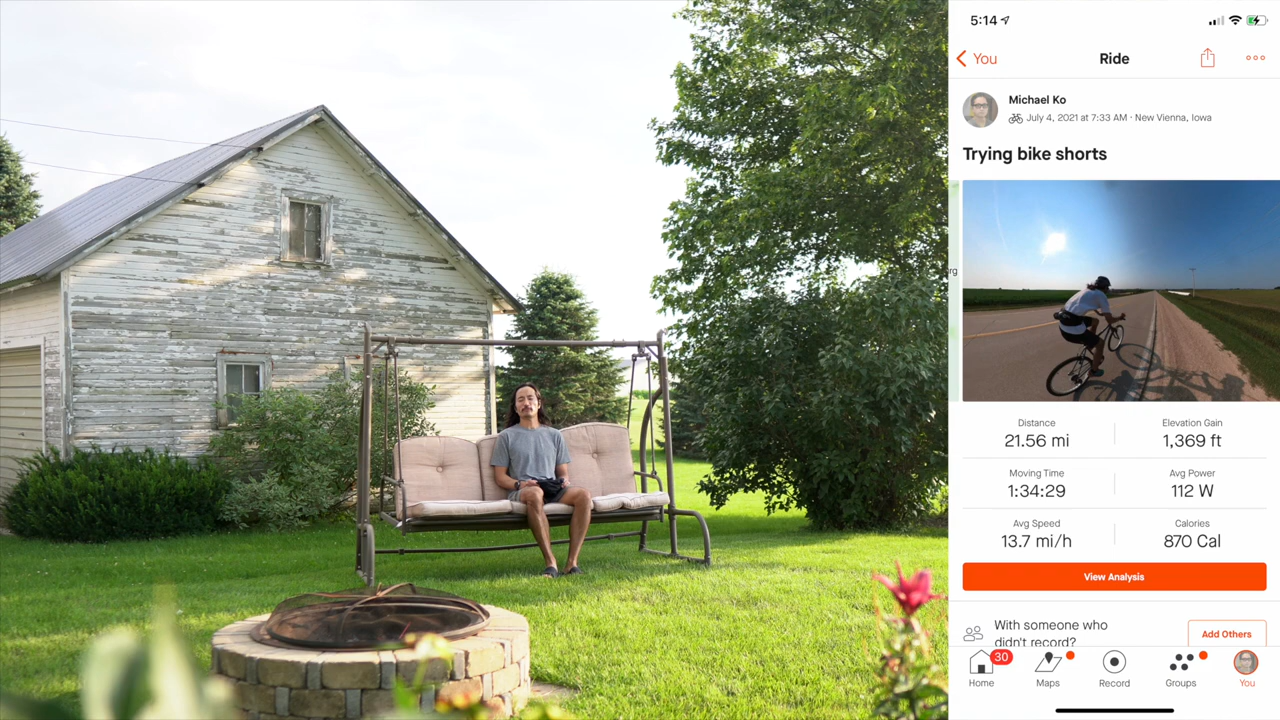 5:14
You
Ride
Michael Ko
July 4, 2021 at 7:33 AM · New Vienna, Iowa
Trying bike shorts
rg
Distance
21.56 mi
Elevation Gain
1,369 ft
Moving Time
1:34:29
Avg Power
112 W
Avg Speed
13.7 mi/h
Calories
870 Cal
View Analysis
With someone who
didn't record?
Add Others
30
Home
Maps
Record
Groups
You